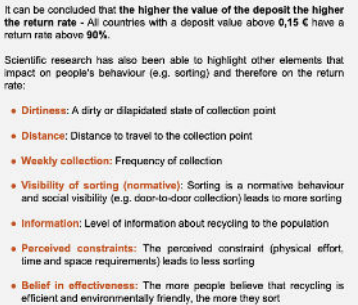 It can be concluded that the higher the value of the deposit the higher
the return rate - All countries with a deposit value above 0,15 € have a
return rate above 90%.
Scientific research has also been able to highlight other elements that
impact on people's behaviour (e.g. sorting) and therefore on the return
rate:
• Dirtiness: A dirty or dilapidated state of collection point
• Distance: Distance to travel to the collection point
• Weekly collection: Frequency of collection
• Visibility of sorting (normative): Sorting is a normative behaviour
and social visibility (e.g. door-to-door collection) leads to more sorting
• Information: Level of information about recycling to the population
• Perceived constraints: The perceived constraint (physical effort,
time and space requirements) leads to less sorting
• Belief in effectiveness: The more people believe that recycling is
efficient and environmentally friendly, the more they sort